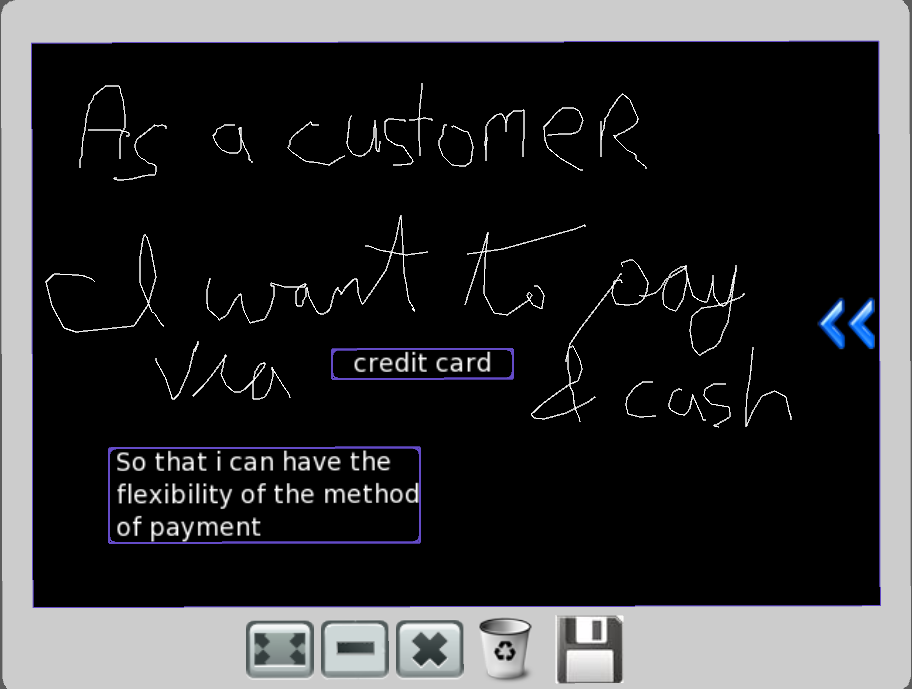 As a customer
I want to pay
via credit card & cash
So that i can have the
flexibility of the method
of payment